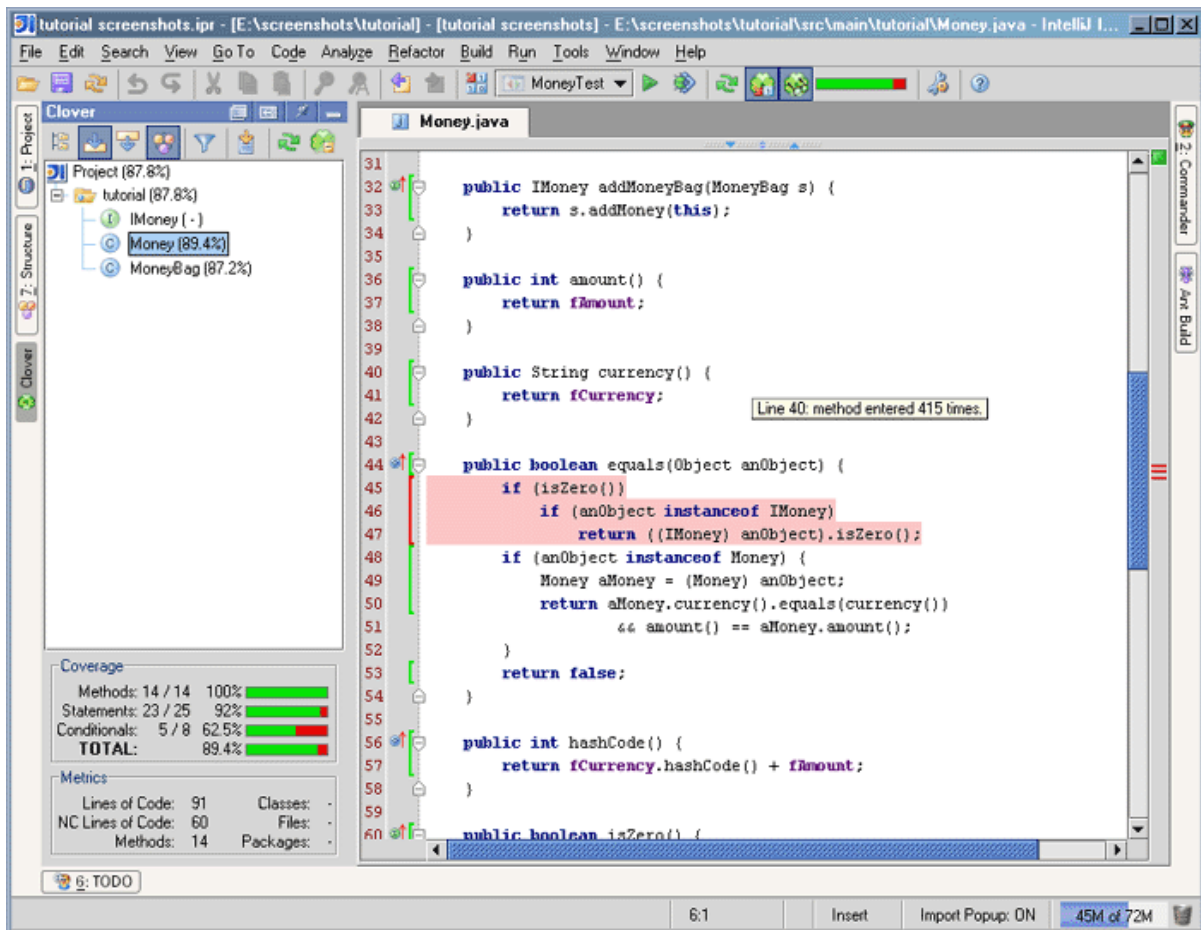 tutorial screenshots.ipr - [E:\screenshots\tutorial] - [tutorial screenshots] - E:\screenshots\tutorial\src\main\tutorial\Money.java - IntelliJ I...
File Edit Search View Go To Code Analyze Refactor Build Run Tools Window Help
MoneyTest
1: Project
7: Structure
Clover
Clover
Project (87.8%)
tutorial (87.8%)
IMoney ( - )
Money (89.4%)
MoneyBag (87.2%)
Coverage
Methods: 14 / 14 100%
Statements: 23 / 25 92%
Conditionals: 5 / 8 62.5%
TOTAL: 89.4%
Metrics
Lines of Code: 91 Classes: -
NC Lines of Code: 60 Files: -
Methods: 14 Packages: -
Money.java
31
32 public IMoney addMoneyBag(MoneyBag s) {
33 return s.addMoney(this);
34 }
35
36 public int amount() {
37 return fAmount;
38 }
39
40 public String currency() {
41 return fCurrency;
Line 40: method entered 415 times.
42 }
43
44 public boolean equals(Object anObject) {
45 if (isZero())
46 if (anObject instanceof IMoney)
47 return ((IMoney) anObject).isZero();
48 if (anObject instanceof Money) {
49 Money aMoney = (Money) anObject;
50 return aMoney.currency().equals(currency())
51 && amount() == aMoney.amount();
52 }
53 return false;
54 }
55
56 public int hashCode() {
57 return fCurrency.hashCode() + fAmount;
58 }
59
60 public boolean isZero() {
2: Commander
Ant Build
6: TODO
6:1 Insert Import Popup: ON 45M of 72M